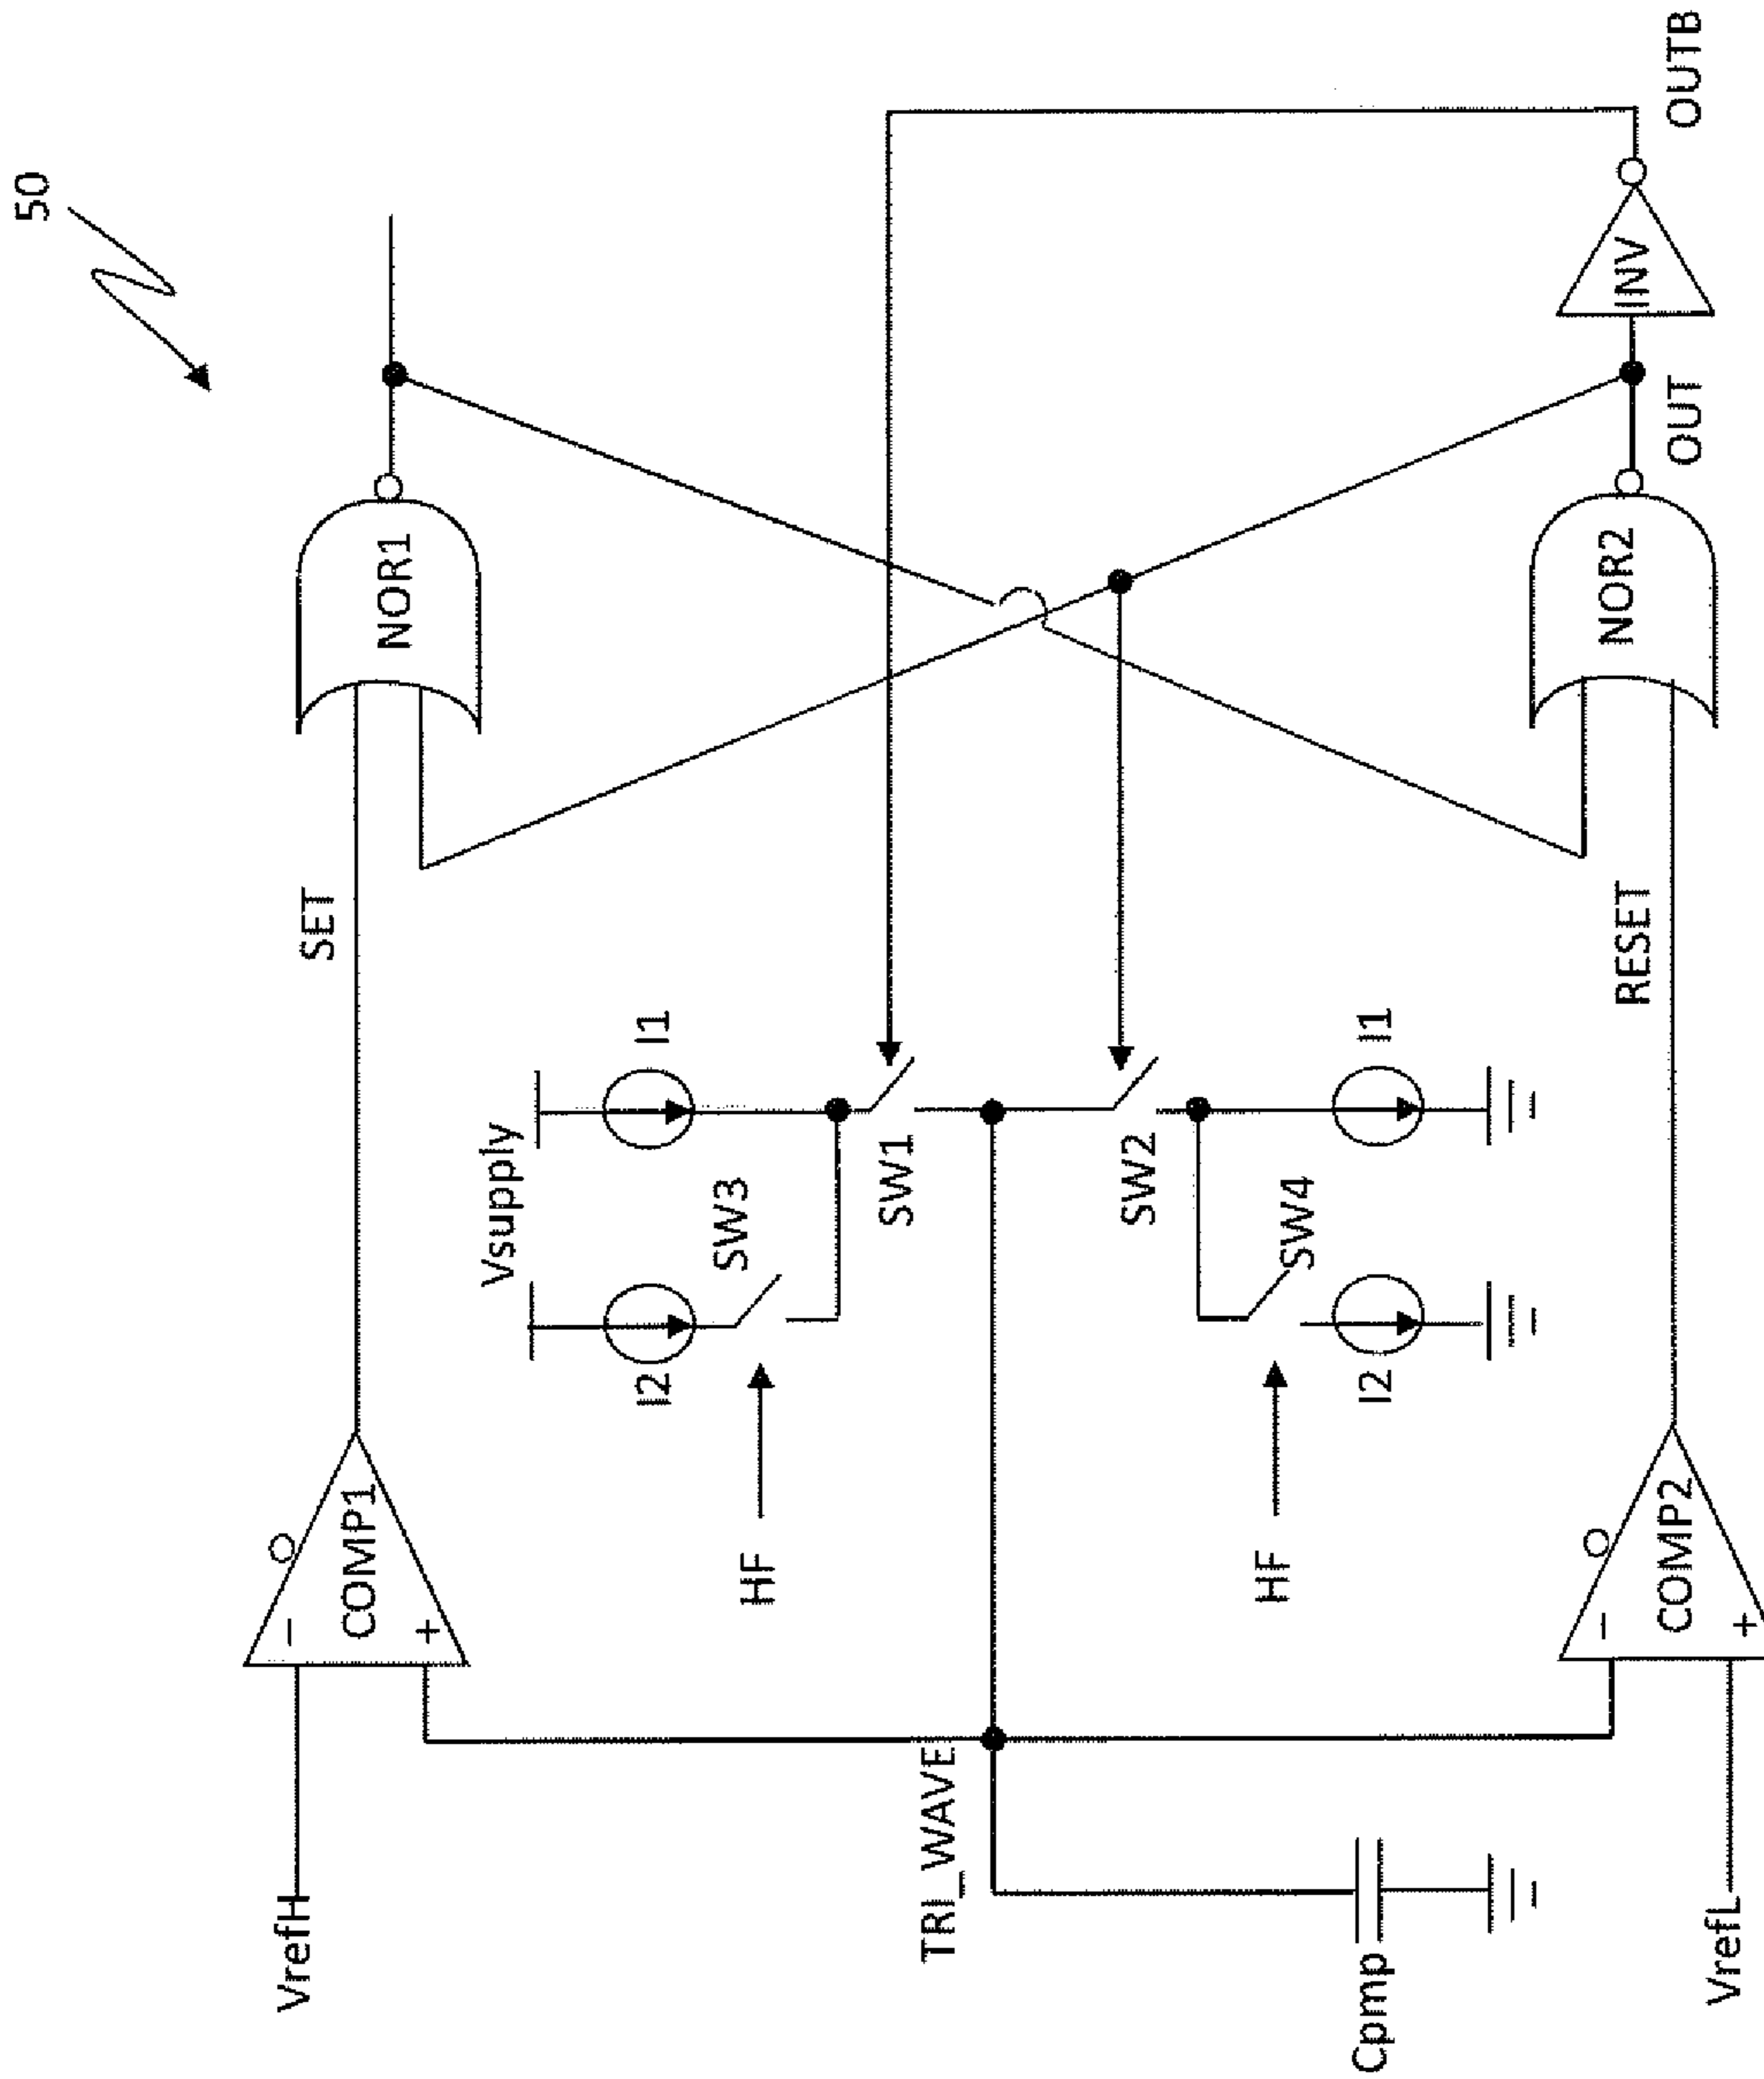 50
VrefH
−
COMP1
+
SET
NOR1
Vsupply
I2
I1
SW3
HF
SW1
TRI_WAVE
SW2
HF
SW4
I2
I1
Cpmp
VrefL
−
COMP2
+
RESET
NOR2
OUT
INV
OUTB